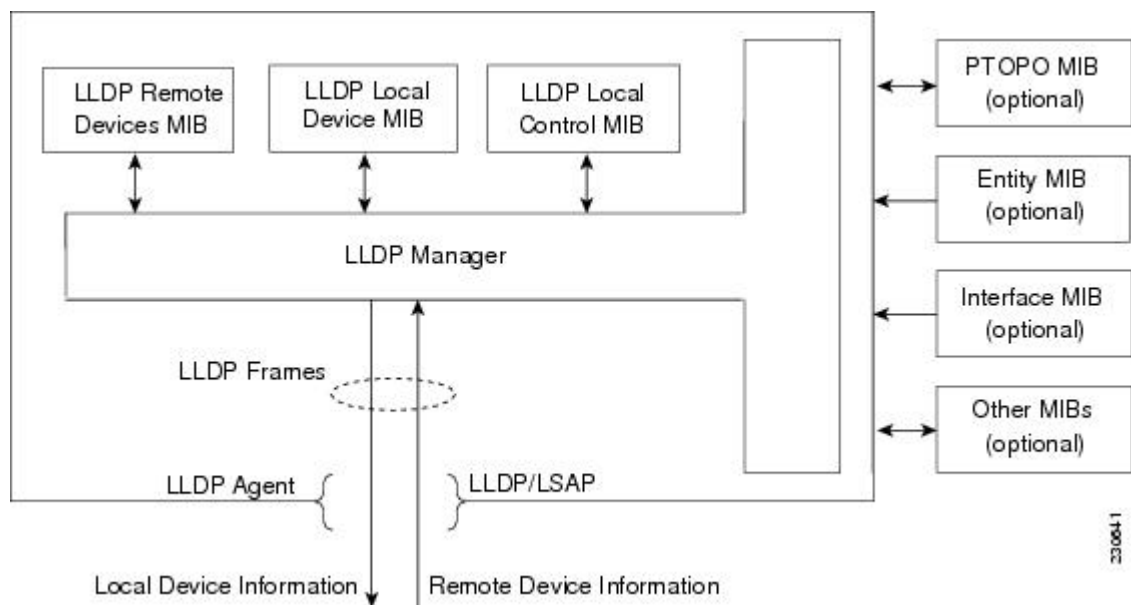 LLDP Remote
Devices MIB
LLDP Local
Device MIB
LLDP Local
Control MIB
PTOPO MIB
(optional)
Entity MIB
(optional)
LLDP Manager
Interface MIB
(optional)
LLDP Frames
Other MIBs
(optional)
LLDP Agent
LLDP/LSAP
230641
Local Device Information
Remote Device Information